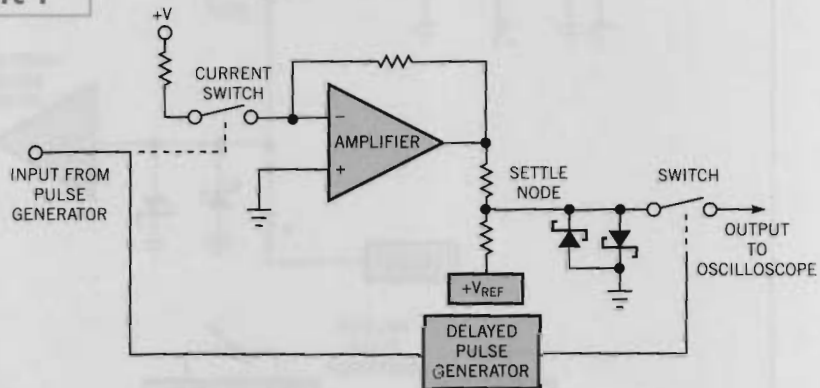 +V
CURRENT
SWITCH
AMPLIFIER
−
+
INPUT FROM
PULSE
GENERATOR
SETTLE
NODE
SWITCH
OUTPUT
TO
OSCILLOSCOPE
+VREF
DELAYED
PULSE
GENERATOR